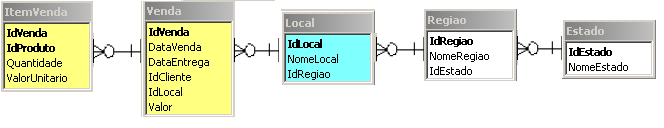 ItemVenda
IdVenda
IdProduto
Quantidade
ValorUnitario
Venda
IdVenda
DataVenda
DataEntrega
IdCliente
IdLocal
Valor
Local
IdLocal
NomeLocal
IdRegiao
Regiao
IdRegiao
NomeRegiao
IdEstado
Estado
IdEstado
NomeEstado